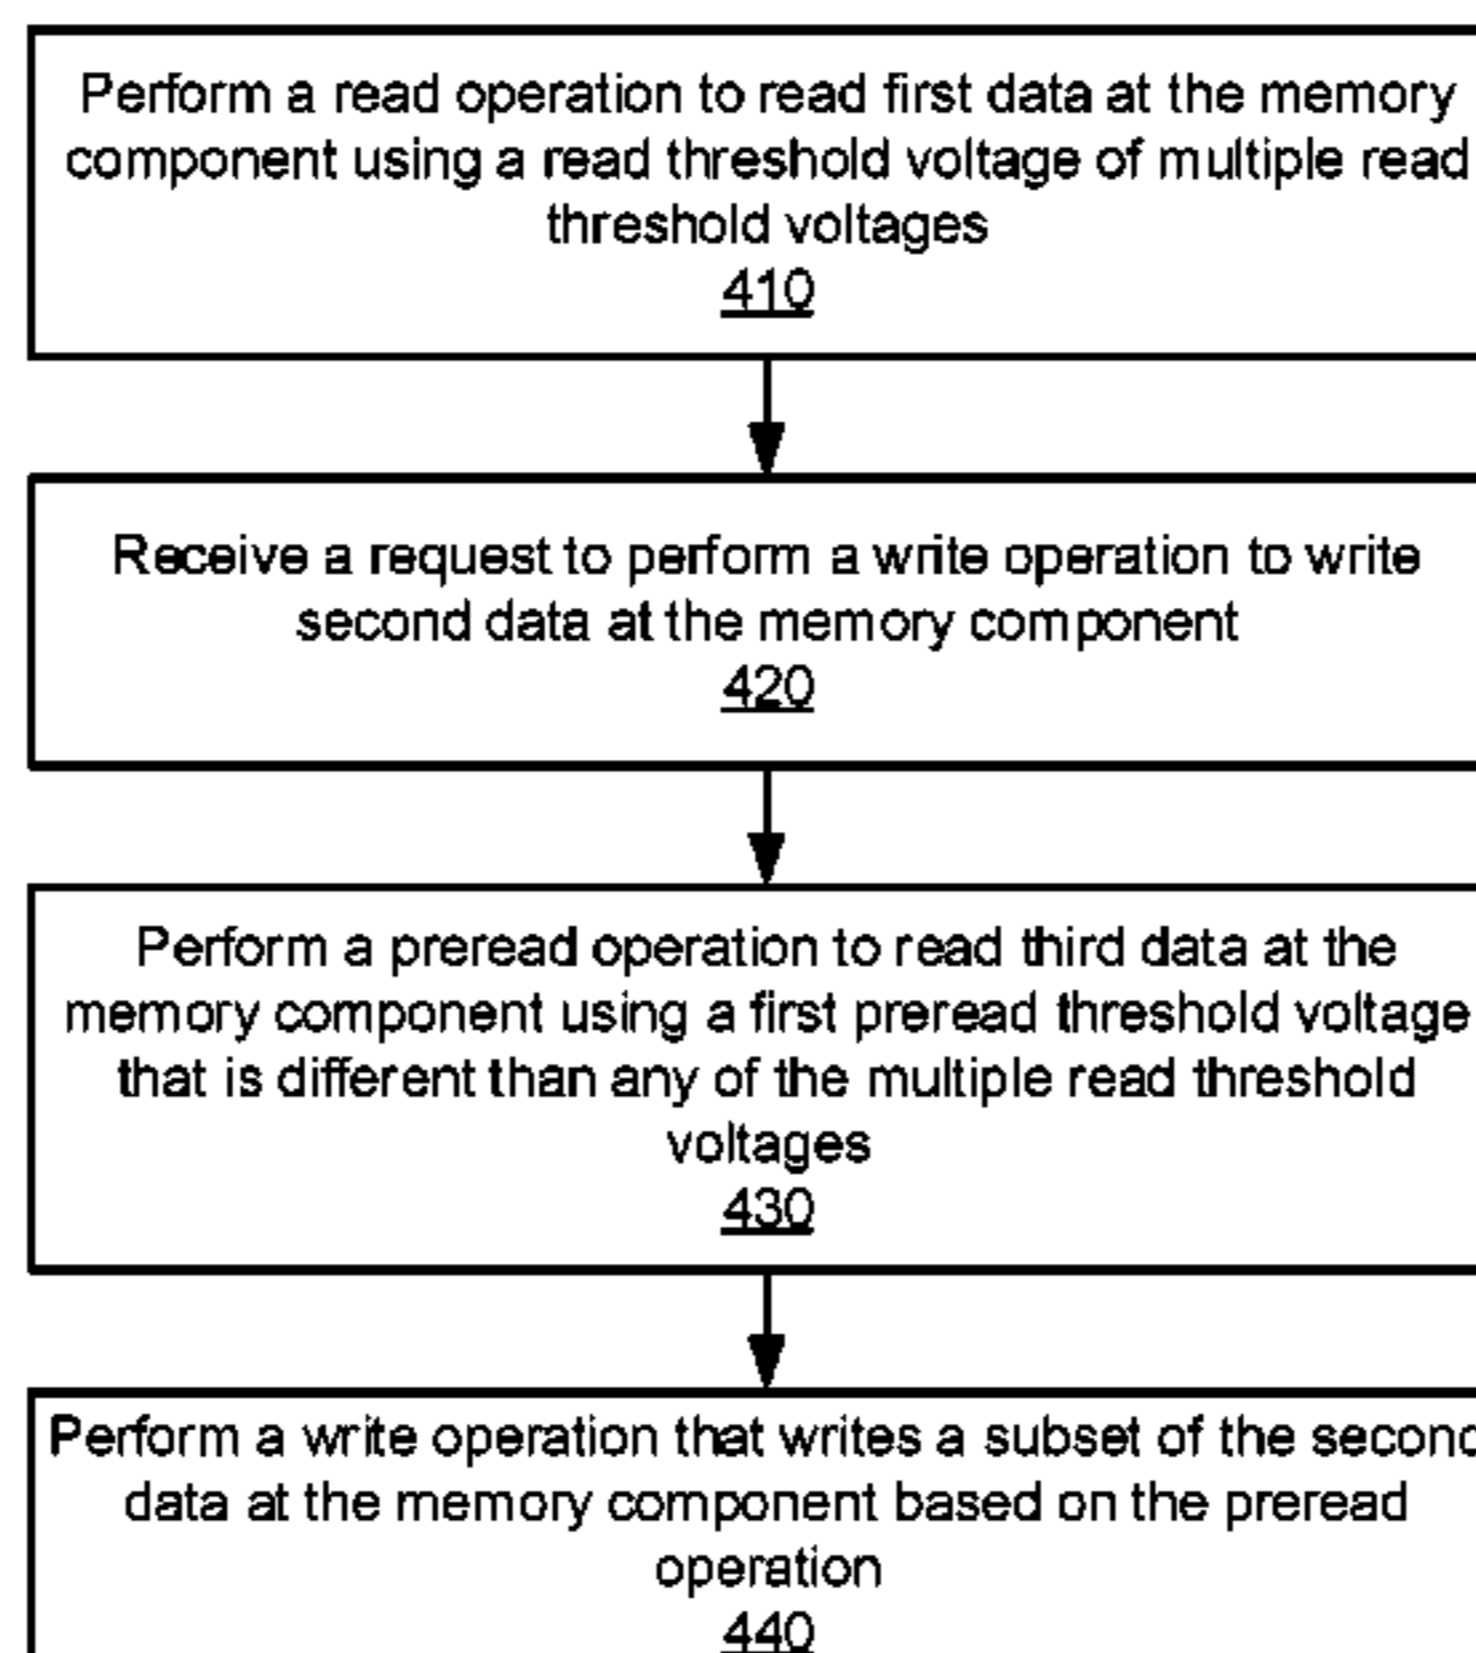 Perform a read operation to read first data at the memory
component using a read threshold voltage of multiple read
threshold voltages
410
Receive a request to perform a write operation to write
second data at the memory component
420
Perform a preread operation to read third data at the
memory component using a first preread threshold voltage
that is different than any of the multiple read threshold
voltages
430
Perform a write operation that writes a subset of the second
data at the memory component based on the preread
operation
440